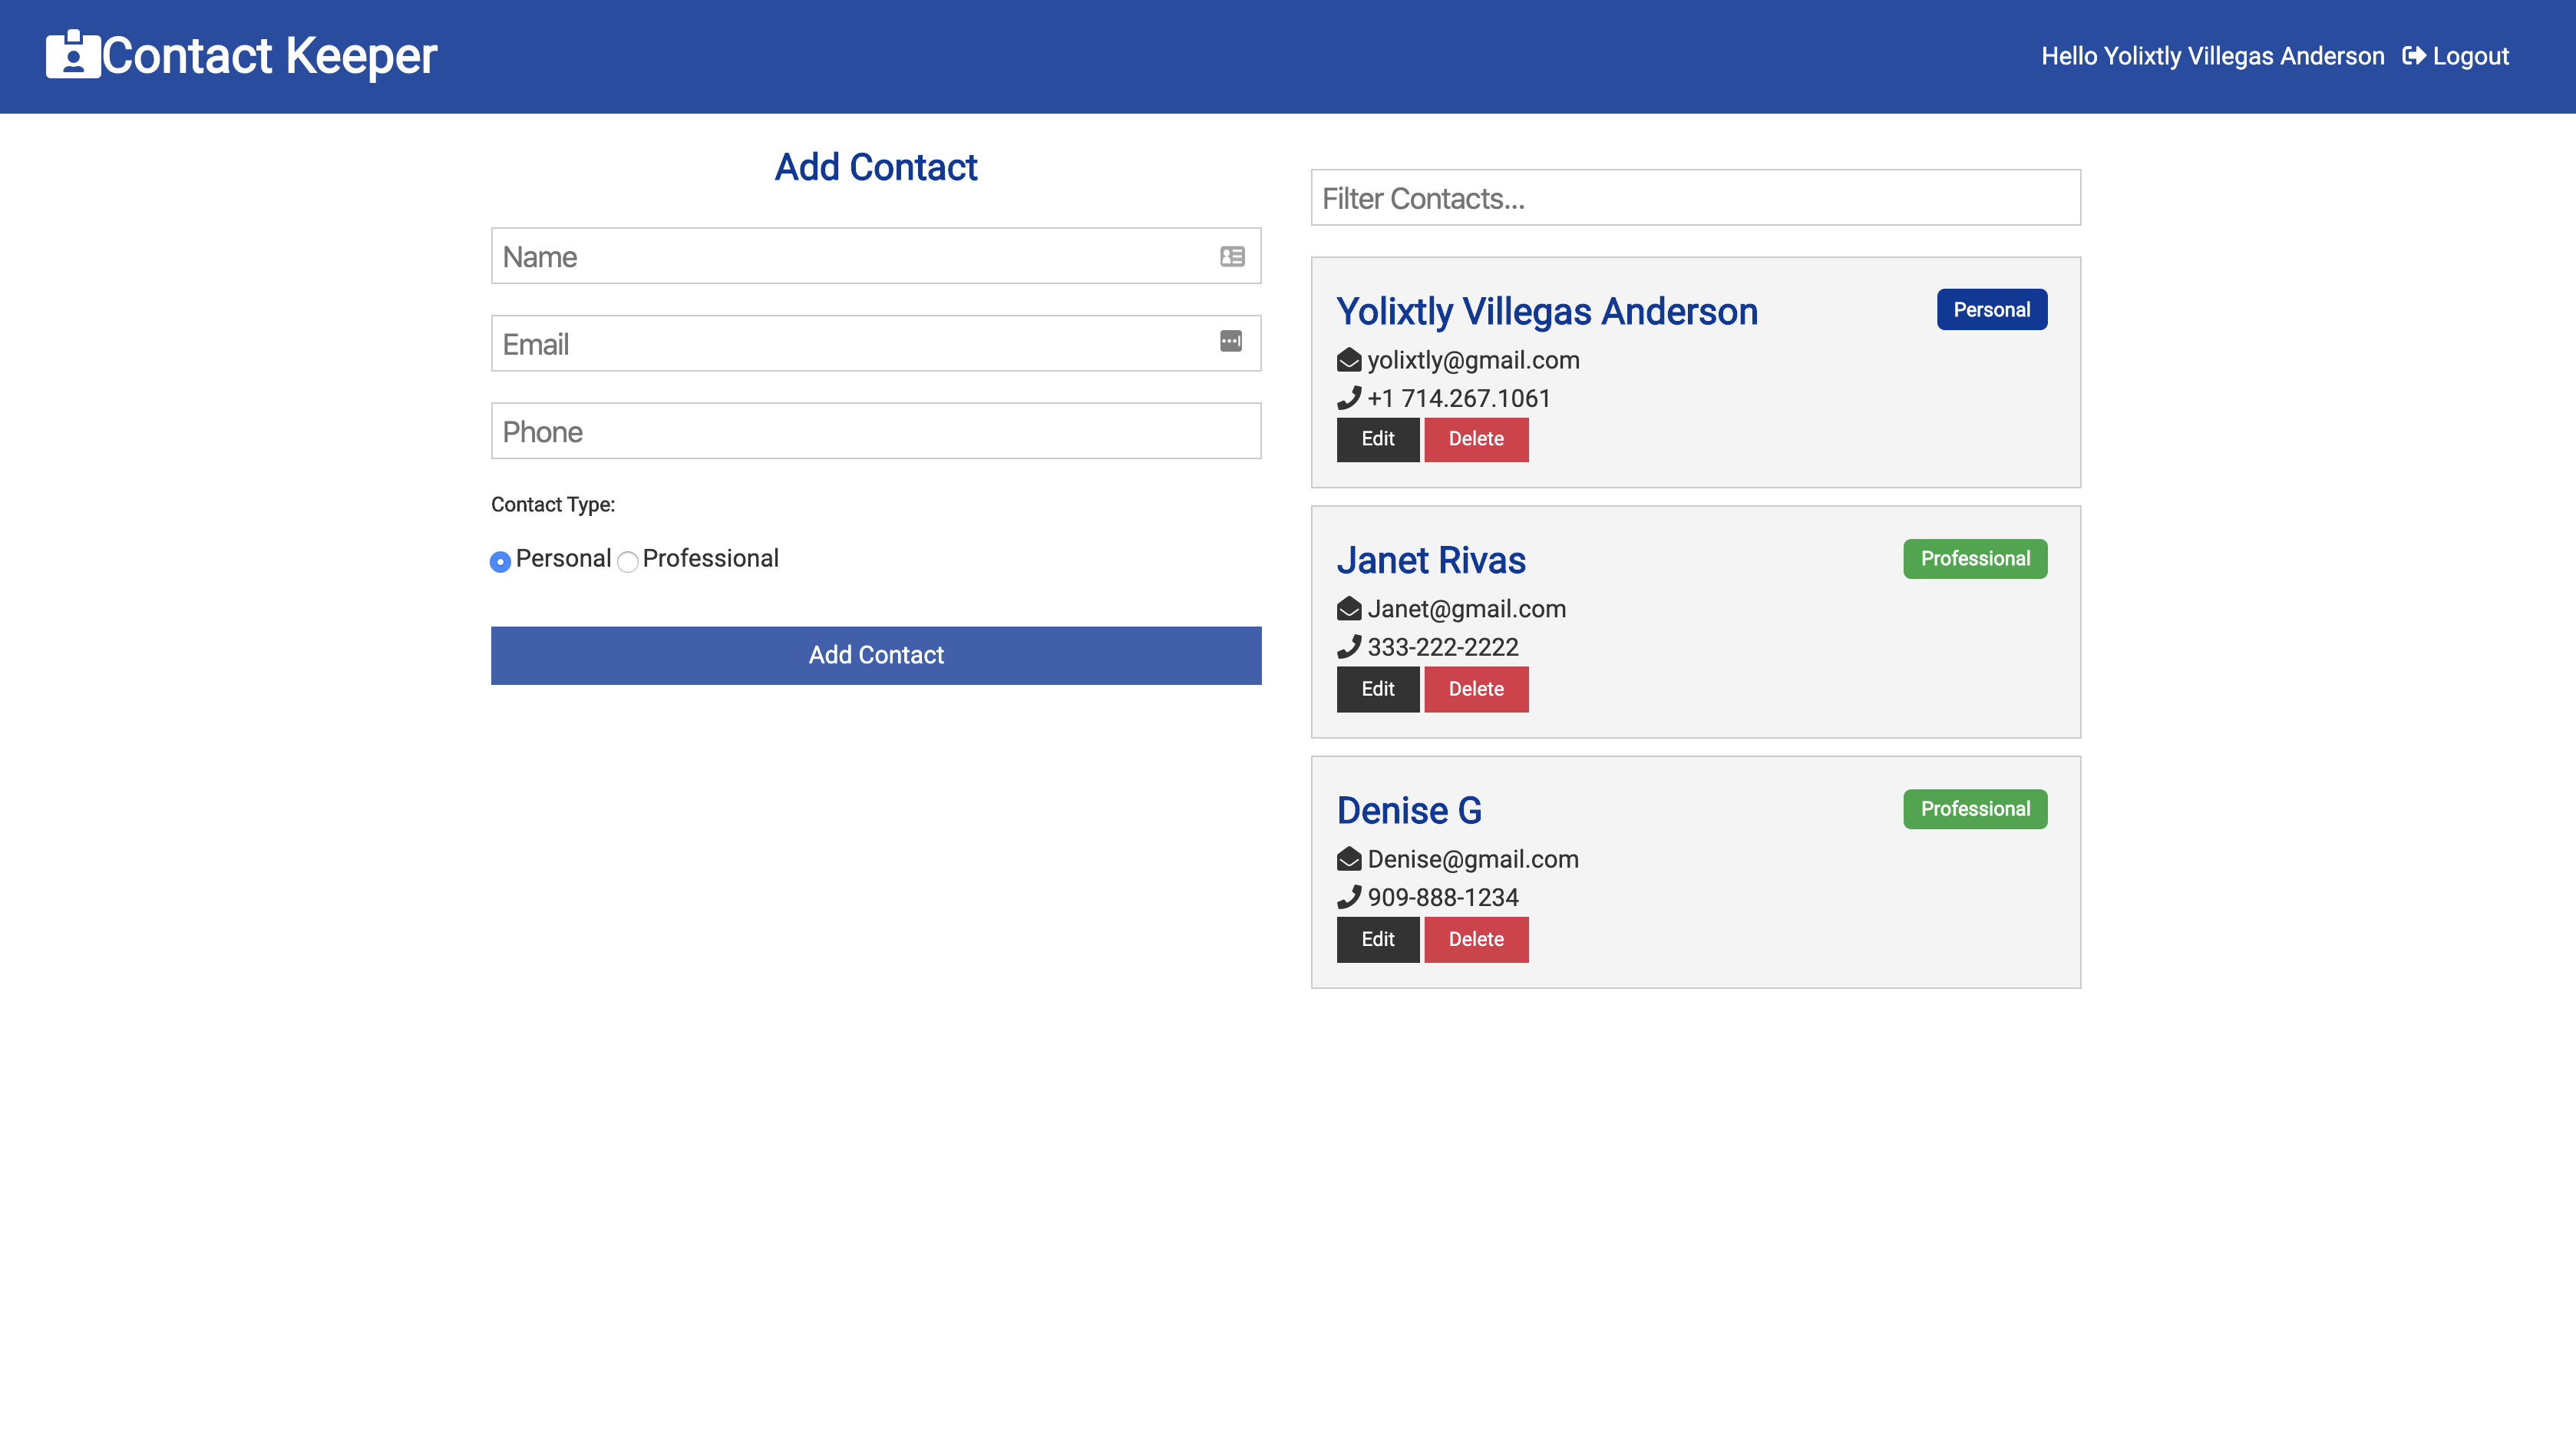 Contact Keeper
Hello Yolixtly Villegas Anderson Logout
Add Contact
Name
Email
Phone
Contact Type:
Personal Professional
Add Contact
Filter Contacts...
Yolixtly Villegas Anderson Personal
yolixtly@gmail.com
+1 714.267.1061
Edit Delete
Janet Rivas Professional
Janet@gmail.com
333-222-2222
Edit Delete
Denise G Professional
Denise@gmail.com
909-888-1234
Edit Delete